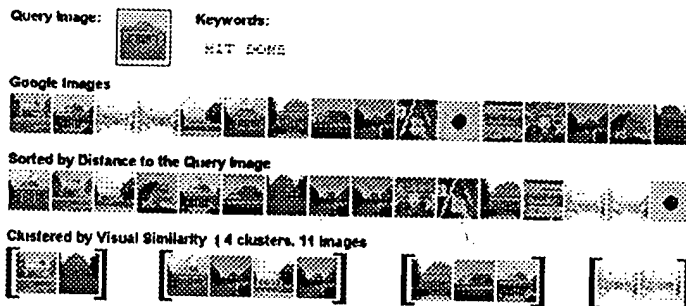 Query Image: Keywords:
MIT DOME
Google Images
Sorted by Distance to the Query Image
Clustered by Visual Similarity ( 4 clusters, 11 images